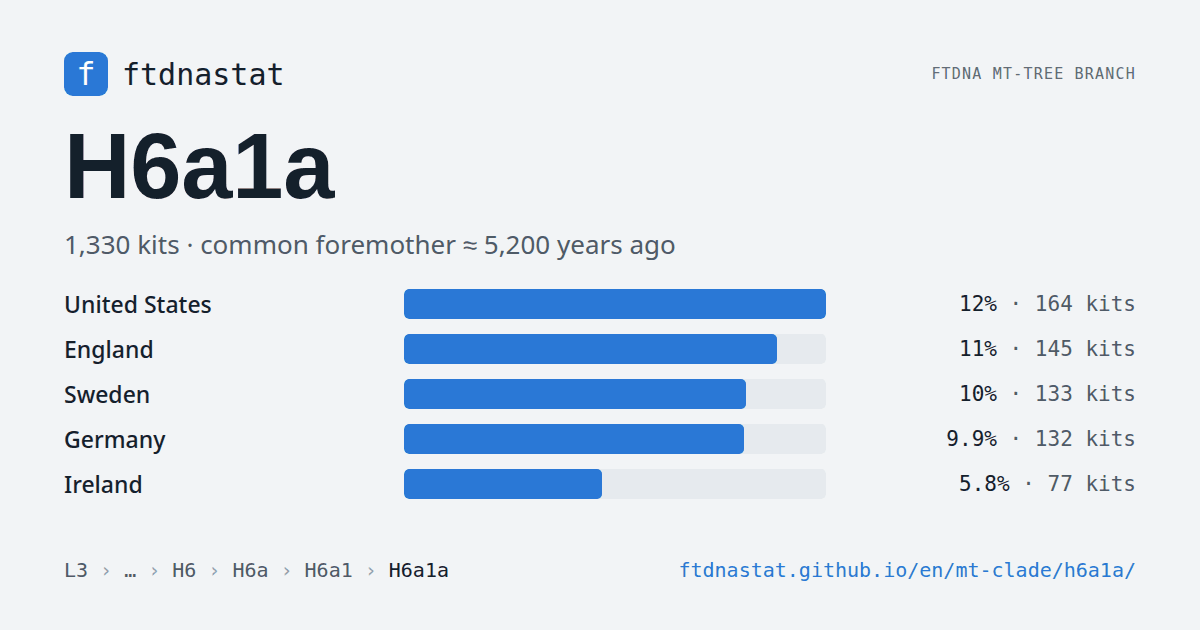 f ftdnastat
FTDNA MT-TREE BRANCH
H6a1a
1,330 kits · common foremother ≈ 5,200 years ago
United States 12% · 164 kits
England 11% · 145 kits
Sweden 10% · 133 kits
Germany 9.9% · 132 kits
Ireland 5.8% · 77 kits
L3 › … › H6 › H6a › H6a1 › H6a1a
ftdnastat.github.io/en/mt-clade/h6a1a/